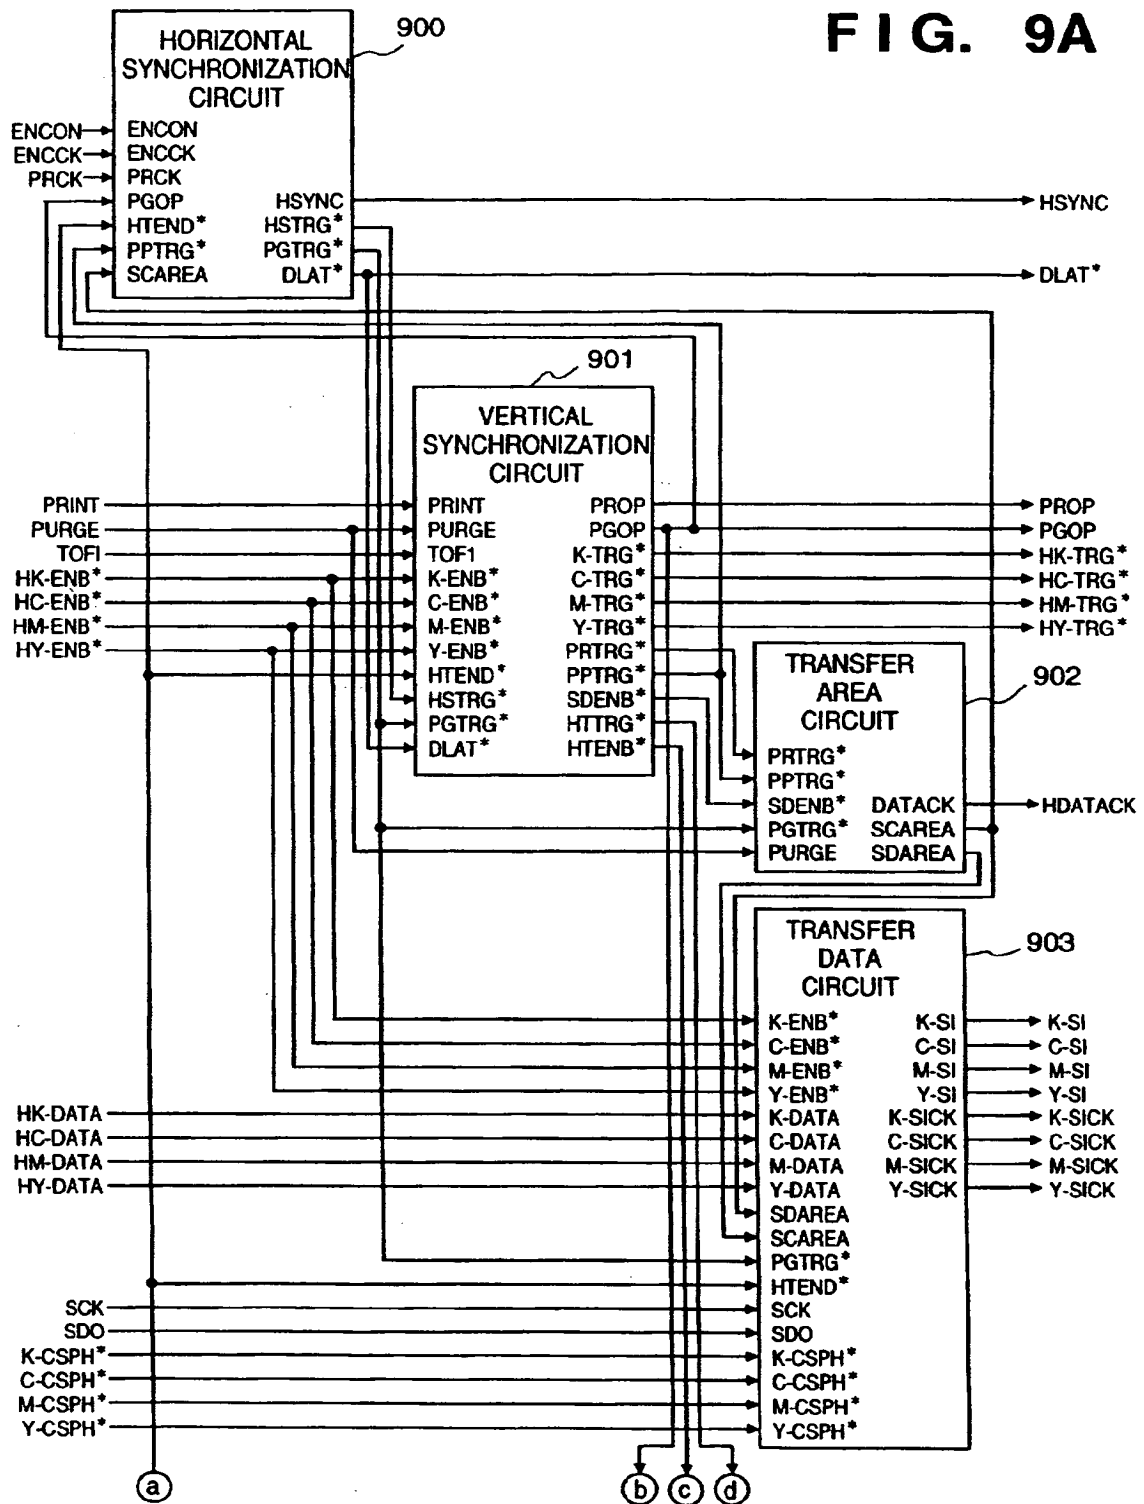 FIG. 9A
900
HORIZONTAL
SYNCHRONIZATION
CIRCUIT
ENCON ENCON
ENCCK ENCCK
PRCK PRCK
PGOP HSYNC HSYNC
HTEND* HSTRG*
PPTRG* PGTRG*
SCAREA DLAT* DLAT*
901
VERTICAL
SYNCHRONIZATION
CIRCUIT
PRINT PRINT PROP PROP
PURGE PURGE PGOP PGOP
TOFI TOF1 K-TRG* HK-TRG*
HK-ENB* K-ENB* C-TRG* HC-TRG*
HC-ENB* C-ENB* M-TRG* HM-TRG*
HM-ENB* M-ENB* Y-TRG* HY-TRG*
HY-ENB* Y-ENB* PRTRG*
HTEND* PPTRG*
HSTRG* SDENB*
PGTRG* HTTRG*
DLAT* HTENB*
902
TRANSFER
AREA
CIRCUIT
PRTRG*
PPTRG*
SDENB* DATACK HDATACK
PGTRG* SCAREA
PURGE SDAREA
903
TRANSFER
DATA
CIRCUIT
K-ENB* K-SI K-SI
C-ENB* C-SI C-SI
M-ENB* M-SI M-SI
Y-ENB* Y-SI Y-SI
HK-DATA K-DATA K-SICK K-SICK
HC-DATA C-DATA C-SICK C-SICK
HM-DATA M-DATA M-SICK M-SICK
HY-DATA Y-DATA Y-SICK Y-SICK
SDAREA
SCAREA
PGTRG*
HTEND*
SCK SCK
SDO SDO
K-CSPH* K-CSPH*
C-CSPH* C-CSPH*
M-CSPH* M-CSPH*
Y-CSPH* Y-CSPH*
a b c d